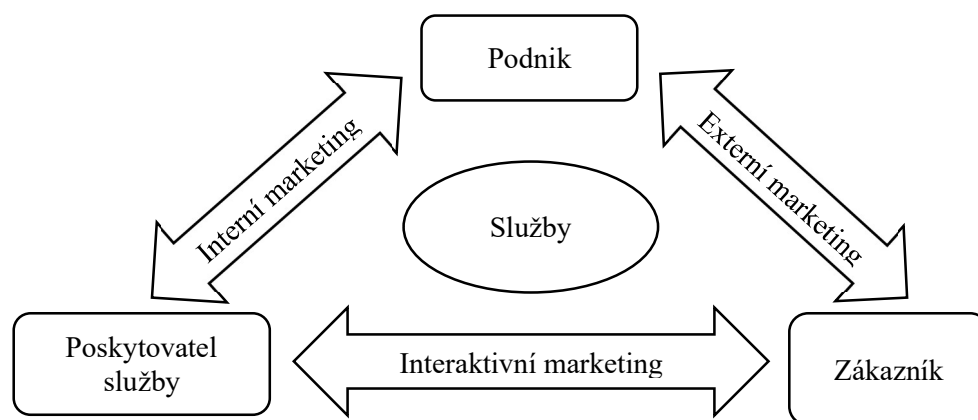 Podnik
Interní marketing
Externí marketing
Služby
Poskytovatel
služby
Interaktivní marketing
Zákazník